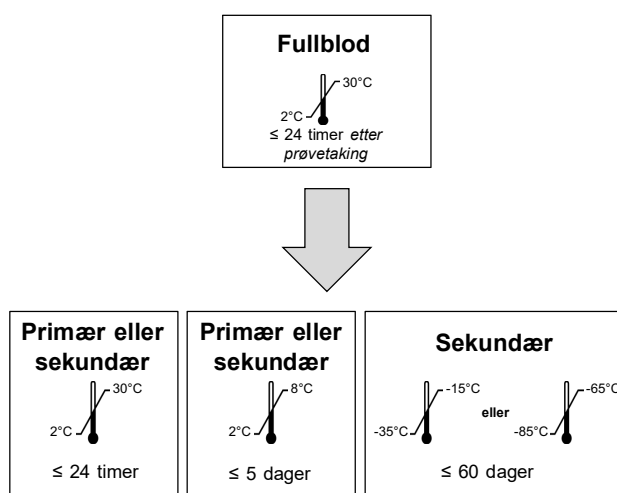 Fullblod
30°C
2°C
≤ 24 timer etter
prøvetaking
Primær eller
sekundær
30°C
2°C
≤ 24 timer
Primær eller
sekundær
8°C
2°C
≤ 5 dager
Sekundær
-15°C
-35°C
eller
-65°C
-85°C
≤ 60 dager